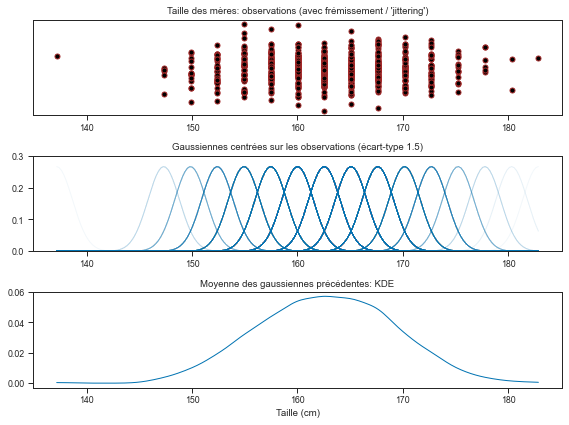 Taille des mères: observations (avec frémissement / 'jittering')
140 150 160 170 180
Gaussiennes centrées sur les observations (écart-type 1.5)
0.3
0.2
0.1
0.0
140 150 160 170 180
Moyenne des gaussiennes précédentes: KDE
0.06
0.04
0.02
0.00
140 150 160 170 180
Taille (cm)